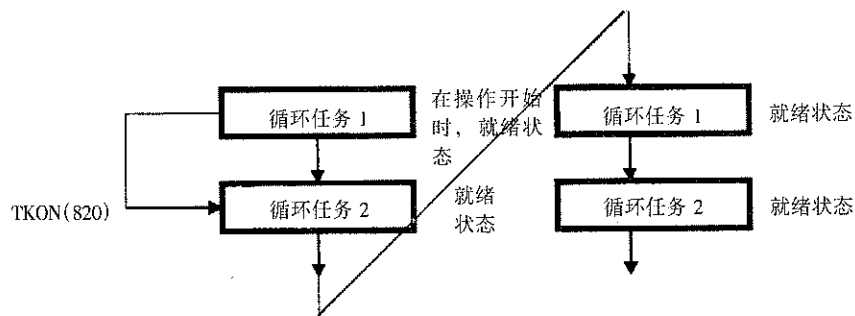 循环任务 1
在操作开始
时，就绪状
态
TKON(820)
循环任务 2
就绪
状态
循环任务 1
就绪状态
循环任务 2
就绪状态